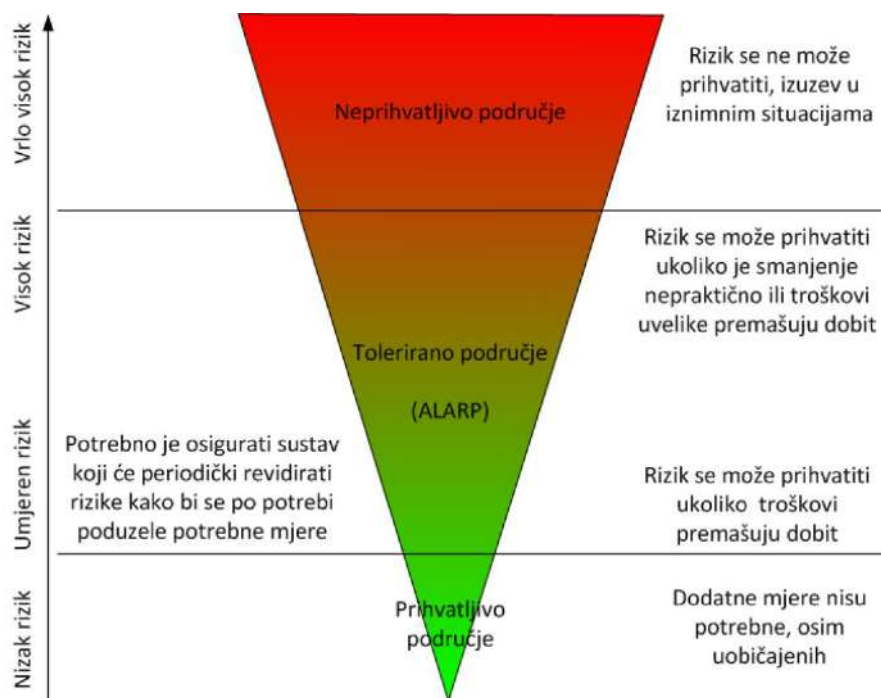 Vrlo visok rizik
Neprihvatljivo područje
Rizik se ne može
prihvatiti, izuzev u
iznimnim situacijama
Visok rizik
Rizik se može prihvatiti
ukoliko je smanjenje
nepraktično ili troškovi
uvelike premašuju dobit
Tolerirano područje
(ALARP)
Umjeren rizik
Potrebno je osigurati sustav
koji će periodički revidirati
rizike kako bi se po potrebi
poduzele potrebne mjere
Rizik se može prihvatiti
ukoliko troškovi
premašuju dobit
Nizak rizik
Prihvatljivo
područje
Dodatne mjere nisu
potrebne, osim
uobičajenih